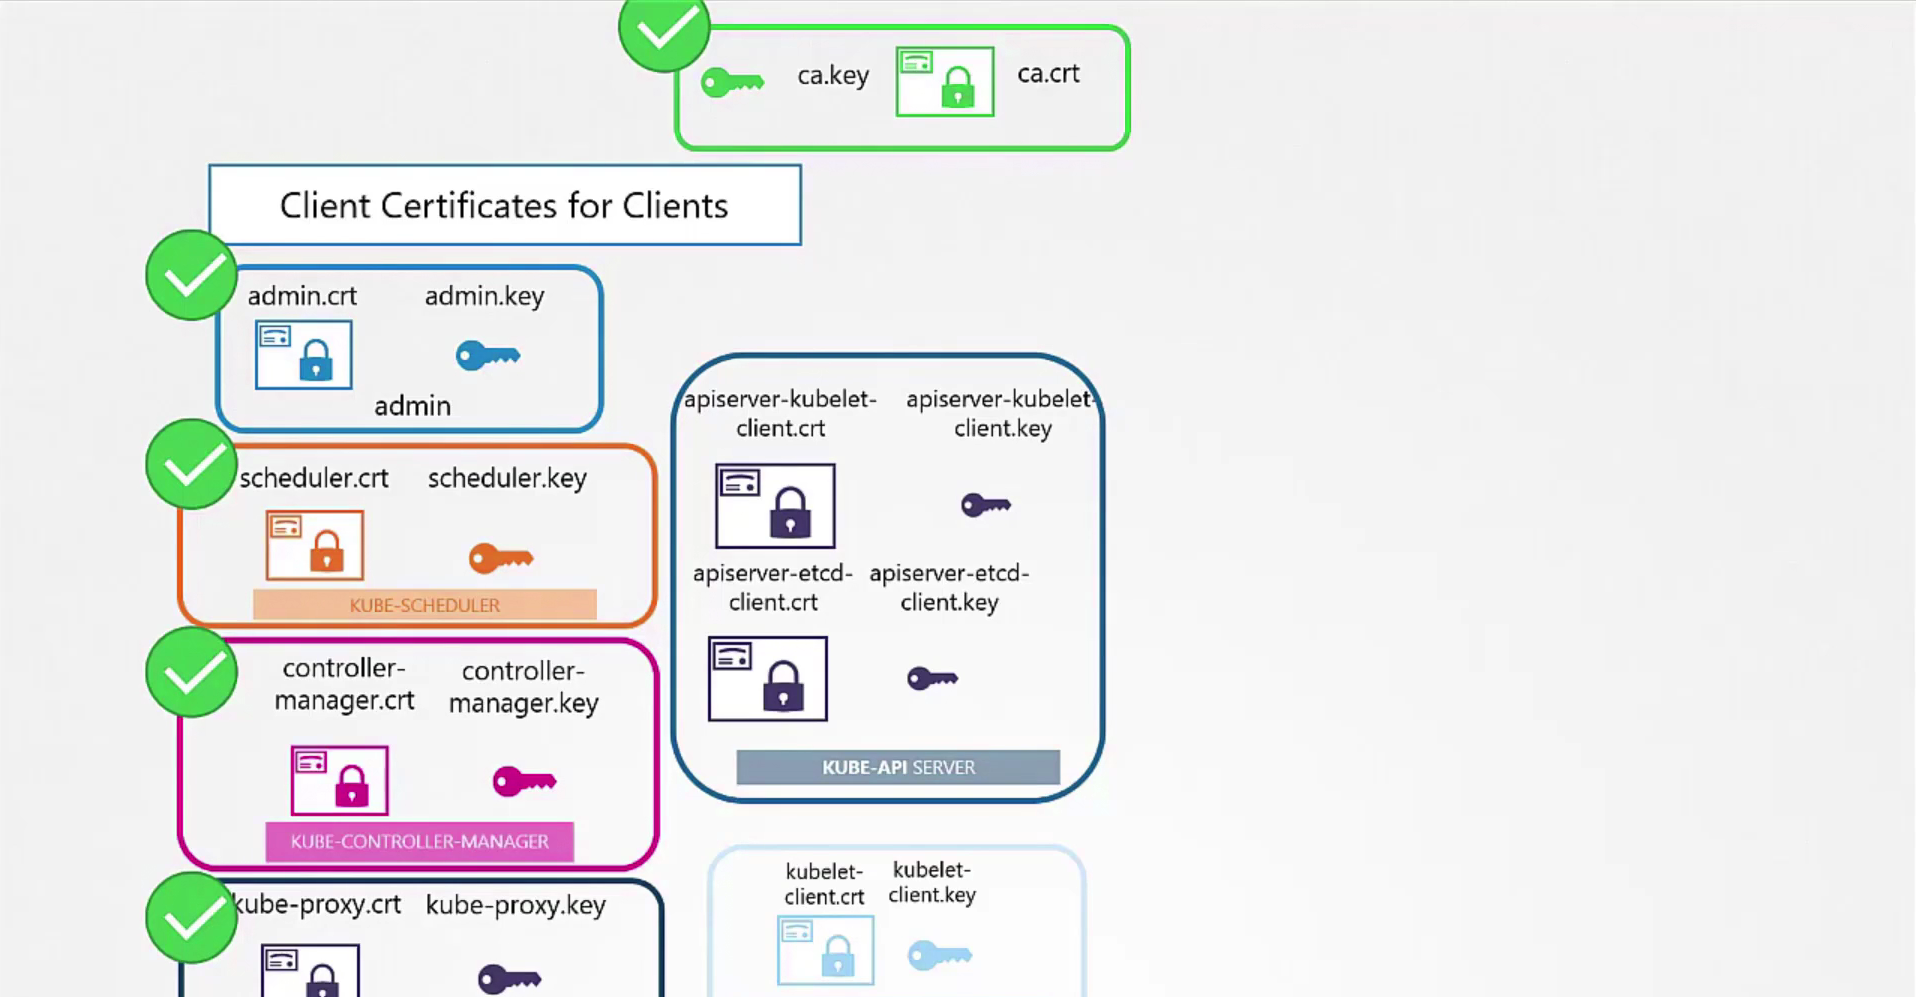 ca.key
ca.crt
Client Certificates for Clients
admin.crt
admin.key
admin
scheduler.crt
scheduler.key
KUBE-SCHEDULER
controller-
manager.crt
controller-
manager.key
KUBE-CONTROLLER-MANAGER
kube-proxy.crt
kube-proxy.key
apiserver-kubelet-
client.crt
apiserver-kubelet-
client.key
apiserver-etcd-
client.crt
apiserver-etcd-
client.key
KUBE-API SERVER
kubelet-
client.crt
kubelet-
client.key